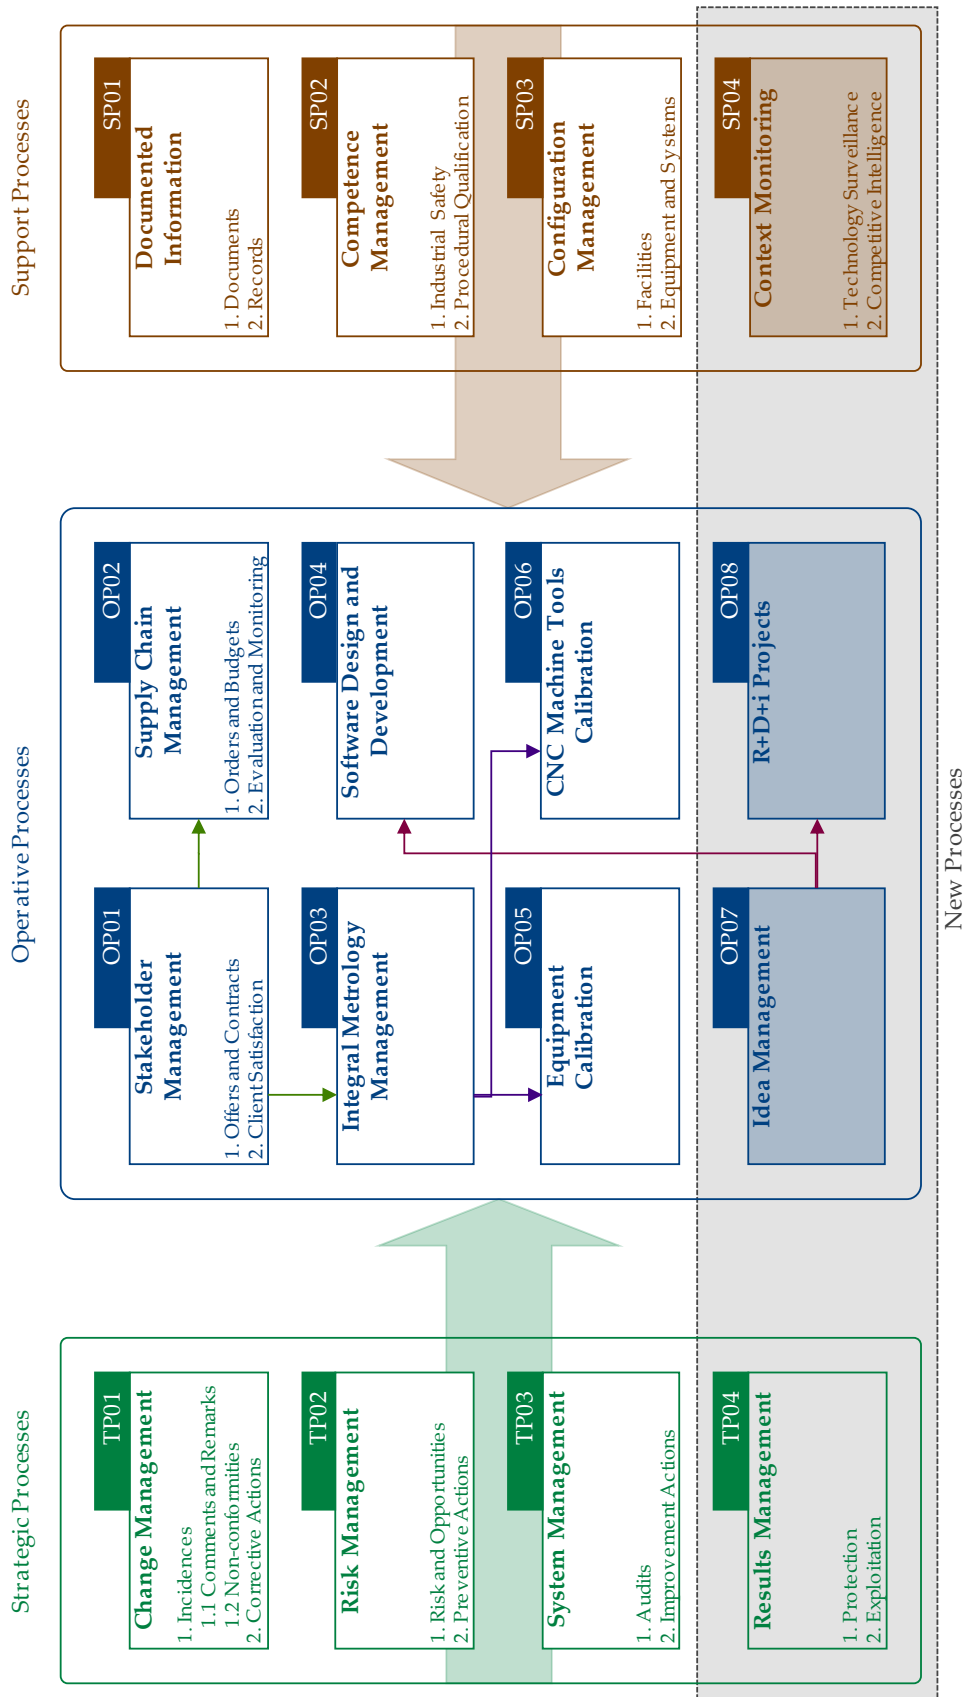 Strategic Processes
TP01
Change Management
1. Incidences
1.1 Comments and Remarks
1.2 Non-conformities
2. Corrective Actions
TP02
Risk Management
1. Risk and Opportunities
2. Preventive Actions
TP03
System Management
1. Audits
2. Improvement Actions
TP04
Results Management
1. Protection
2. Exploitation
Operative Processes
OP01
Stakeholder
Management
1. Offers and Contracts
2. Client Satisfaction
OP02
Supply Chain
Management
1. Orders and Budgets
2. Evaluation and Monitoring
OP03
Integral Metrology
Management
OP04
Software Design and
Development
OP05
Equipment
Calibration
OP06
CNC Machine Tools
Calibration
OP07
Idea Management
OP08
R+D+i Projects
Support Processes
SP01
Documented
Information
1. Documents
2. Records
SP02
Competence
Management
1. Industrial Safety
2. Procedural Qualification
SP03
Configuration
Management
1. Facilities
2. Equipment and Systems
SP04
Context Monitoring
1. Technology Surveillance
2. Competitive Intelligence
New Processes